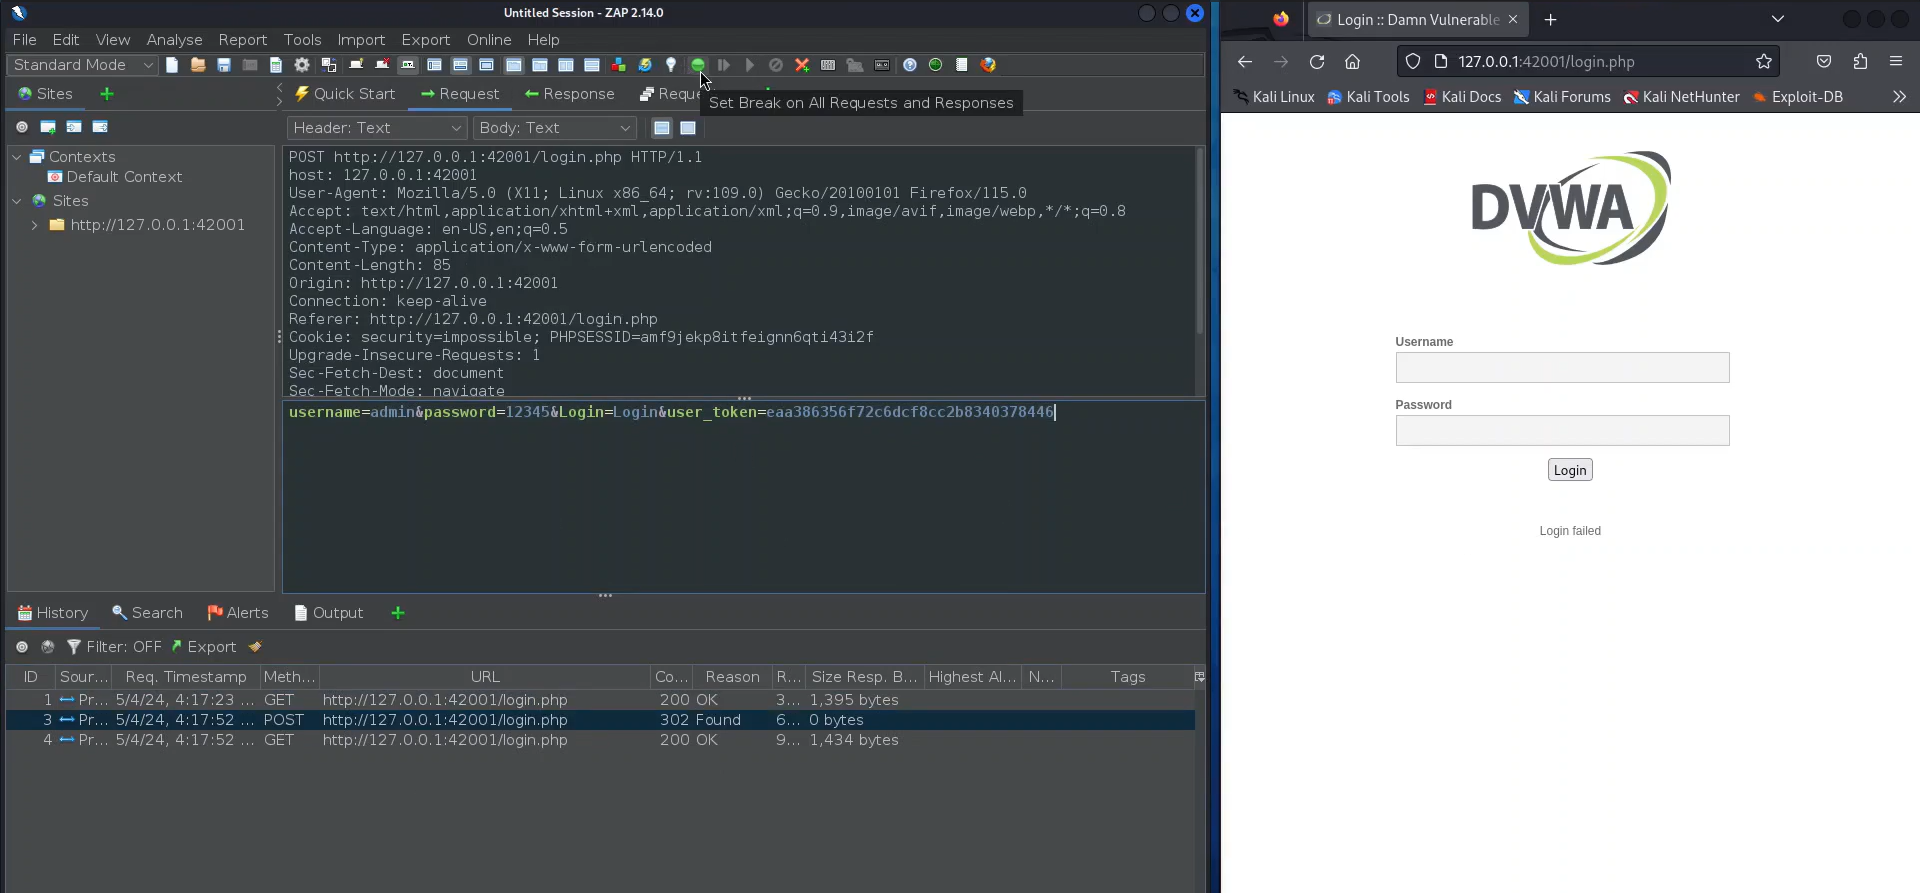 Untitled Session - ZAP 2.14.0
File Edit View Analyse Report Tools Import Export Online Help
Standard Mode
Sites
Quick Start Request Response
Set Break on All Requests and Responses
Header: Text Body: Text
Contexts
Default Context
Sites
http://127.0.0.1:42001
POST http://127.0.0.1:42001/login.php HTTP/1.1
host: 127.0.0.1:42001
User-Agent: Mozilla/5.0 (X11; Linux x86_64; rv:109.0) Gecko/20100101 Firefox/115.0
Accept: text/html,application/xhtml+xml,application/xml;q=0.9,image/avif,image/webp,*/*;q=0.8
Accept-Language: en-US,en;q=0.5
Content-Type: application/x-www-form-urlencoded
Content-Length: 85
Origin: http://127.0.0.1:42001
Connection: keep-alive
Referer: http://127.0.0.1:42001/login.php
Cookie: security=impossible; PHPSESSID=amf9jekp8itfeignn6qti43i2f
Upgrade-Insecure-Requests: 1
Sec-Fetch-Dest: document
Sec-Fetch-Mode: navigate
username=admin&password=12345&Login=Login&user_token=eaa386356f72c6dcf8cc2b8340378446
History Search Alerts Output
Filter: OFF Export
ID Sour... Req. Timestamp Meth... URL Co... Reason R... Size Resp. B... Highest Al... N... Tags
1 Pr... 5/4/24, 4:17:23 ... GET http://127.0.0.1:42001/login.php 200 OK 3... 1,395 bytes
3 Pr... 5/4/24, 4:17:52 ... POST http://127.0.0.1:42001/login.php 302 Found 6... 0 bytes
4 Pr... 5/4/24, 4:17:52 ... GET http://127.0.0.1:42001/login.php 200 OK 9... 1,434 bytes
Login :: Damn Vulnerable
127.0.0.1:42001/login.php
Kali Linux Kali Tools Kali Docs Kali Forums Kali NetHunter Exploit-DB
DVWA
Username
Password
Login
Login failed